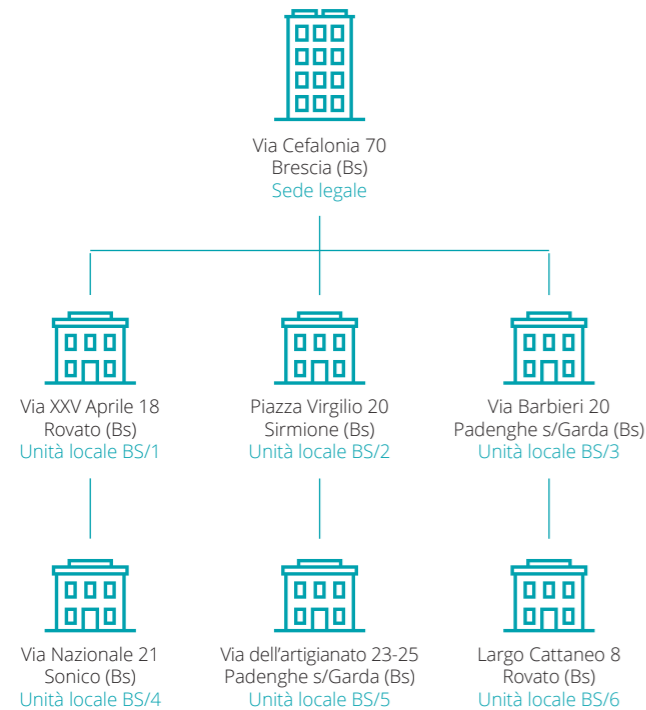 Via Cefalonia 70
Brescia (Bs)
Sede legale
Via XXV Aprile 18
Rovato (Bs)
Unità locale BS/1
Piazza Virgilio 20
Sirmione (Bs)
Unità locale BS/2
Via Barbieri 20
Padenghe s/Garda (Bs)
Unità locale BS/3
Via Nazionale 21
Sonico (Bs)
Unità locale BS/4
Via dell’artigianato 23-25
Padenghe s/Garda (Bs)
Unità locale BS/5
Largo Cattaneo 8
Rovato (Bs)
Unità locale BS/6